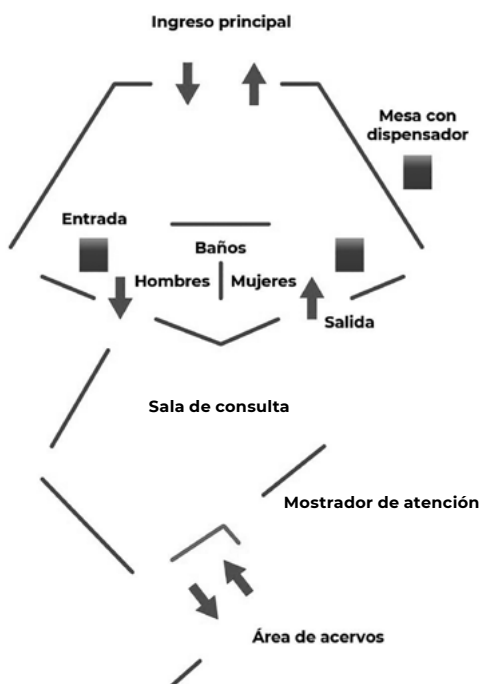 Ingreso principal
Mesa con
dispensador
Entrada
Baños
Hombres
Mujeres
Salida
Sala de consulta
Mostrador de atención
Área de acervos